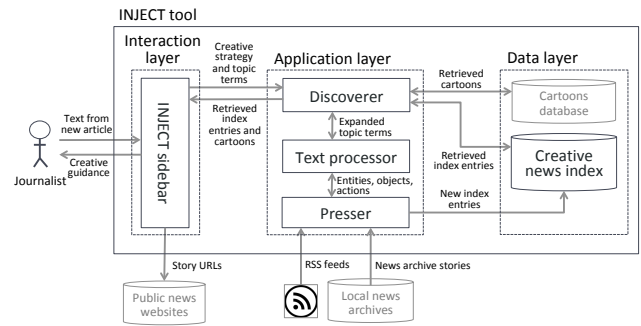 INJECT tool
Interaction
layer
Creative
strategy
and topic
terms
Application layer
Data layer
Retrieved
cartoons
Discoverer
Cartoons
database
Text from
new article
INJECT sidebar
Retrieved
index
entries and
cartoons
Expanded
topic terms
Journalist
Creative
guidance
Text processor
Retrieved
index entries
Creative
news index
Entities, objects,
actions
Presser
New index
entries
Story URLs
RSS feeds
News archive stories
Public news
websites
Local news
archives